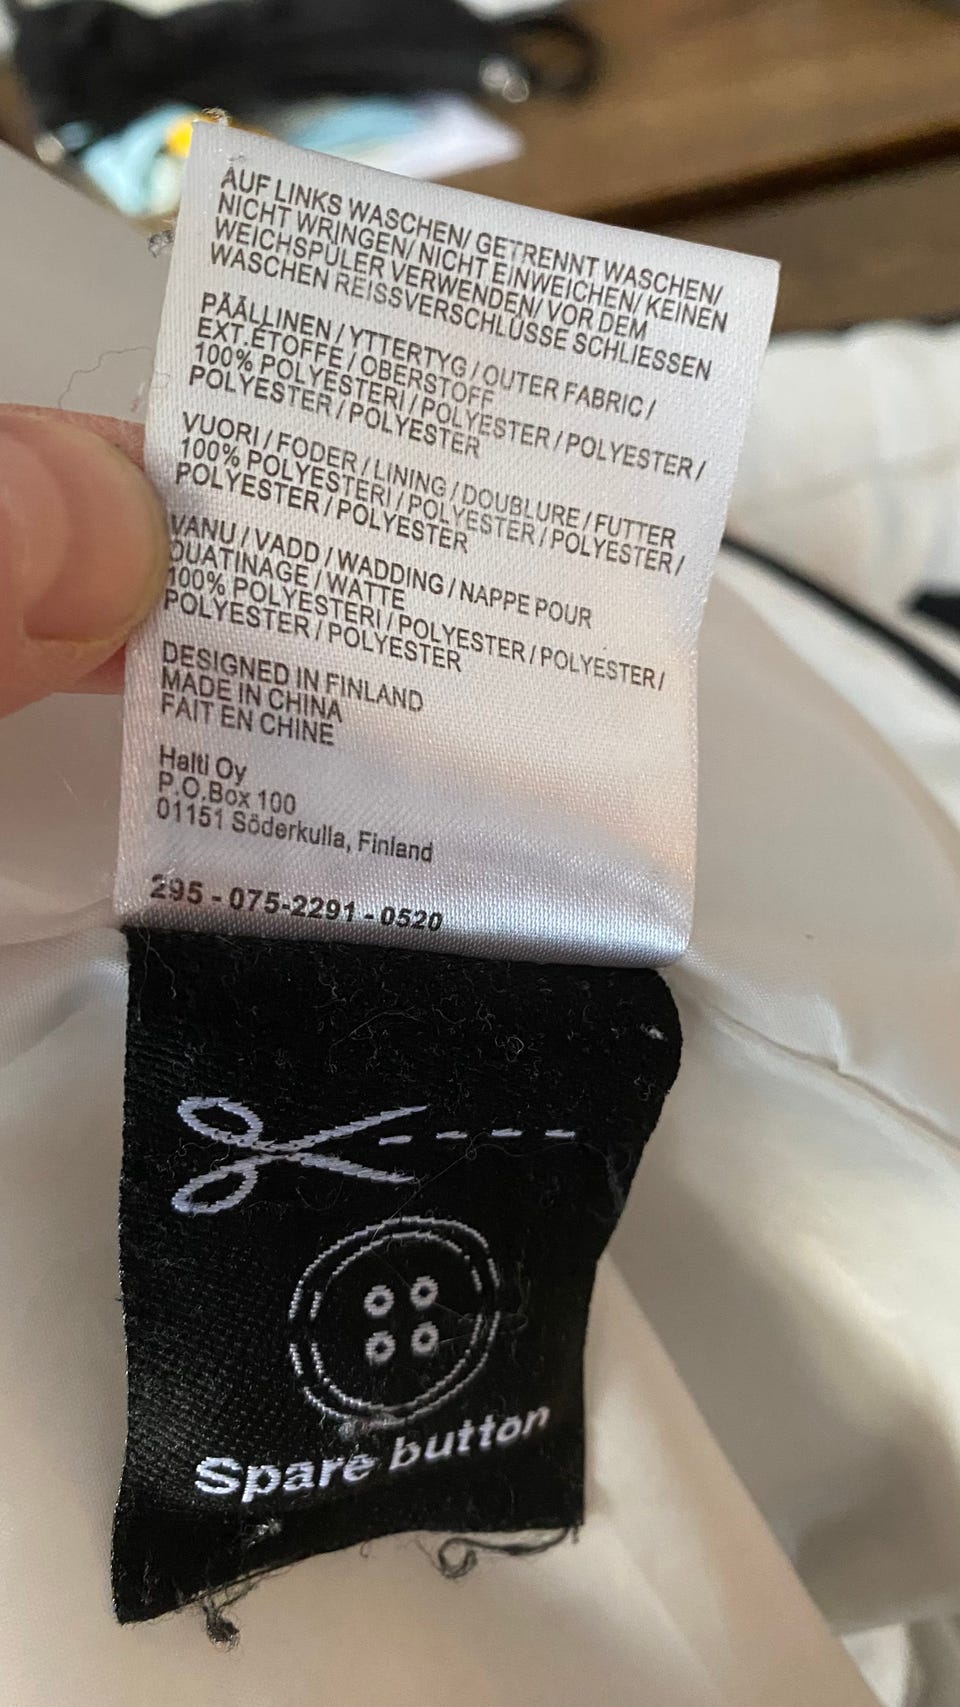 AUF LINKS WASCHEN/ GETRENNT WASCHEN/
NICHT WRINGEN/ NICHT EINWEICHEN/ KEINEN
WEICHSPÜLER VERWENDEN/ VOR DEM
WASCHEN REISSVERSCHLÜSSE SCHLIESSEN
PÄÄLLINEN / YTTERTYG / OUTER FABRIC /
EXT.ÉTOFFE / OBERSTOFF
100% POLYESTERI / POLYESTER / POLYESTER /
POLYESTER / POLYESTER
VUORI / FODER / LINING / DOUBLURE / FUTTER
100% POLYESTERI / POLYESTER / POLYESTER /
POLYESTER / POLYESTER
VANU / VADD / WADDING / NAPPE POUR
OUATINAGE / WATTE
100% POLYESTERI / POLYESTER / POLYESTER /
POLYESTER / POLYESTER
DESIGNED IN FINLAND
MADE IN CHINA
FAIT EN CHINE
Halti Oy
P.O.Box 100
01151 Söderkulla, Finland
295 - 075-2291 - 0520
Spare button